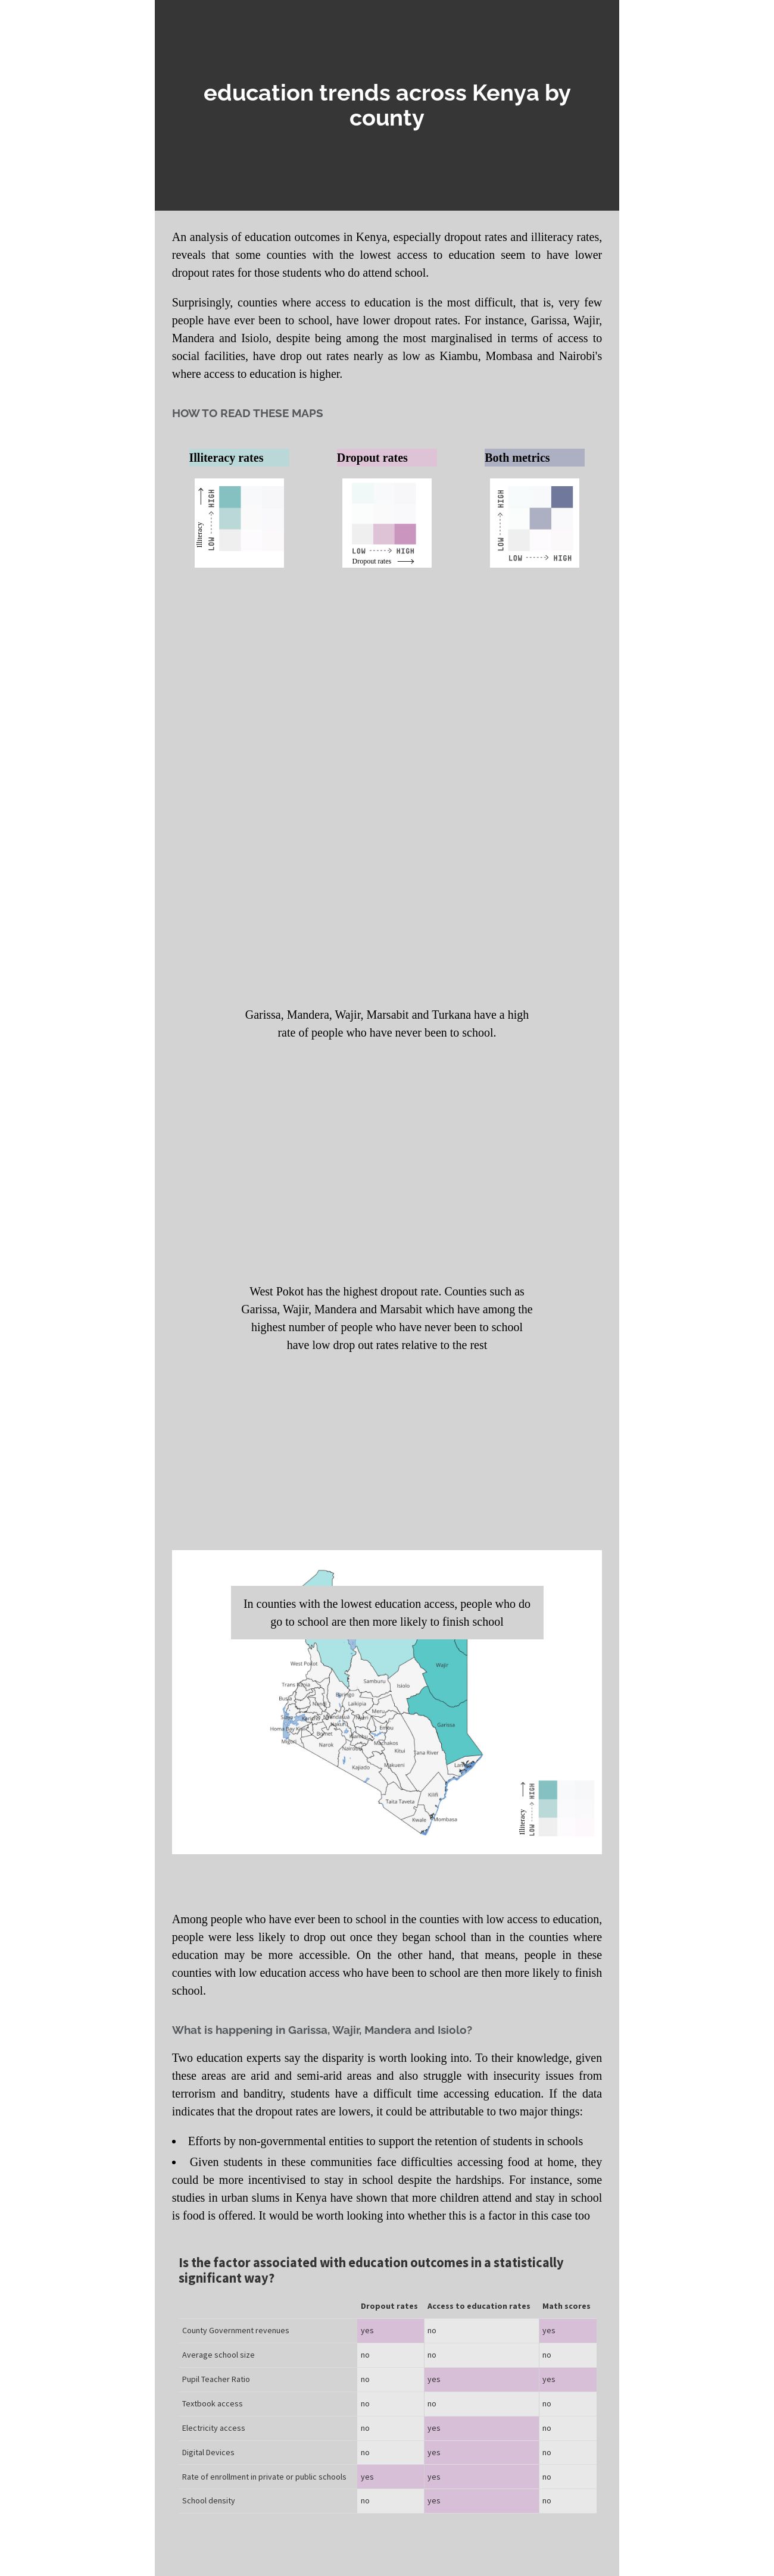 education trends across Kenya by
county
An analysis of education outcomes in Kenya, especially dropout rates and illiteracy rates,
reveals that some counties with the lowest access to education seem to have lower
dropout rates for those students who do attend school.
Surprisingly, counties where access to education is the most difficult, that is, very few
people have ever been to school, have lower dropout rates. For instance, Garissa, Wajir,
Mandera and Isiolo, despite being among the most marginalised in terms of access to
social facilities, have drop out rates nearly as low as Kiambu, Mombasa and Nairobi's
where access to education is higher.
HOW TO READ THESE MAPS
Illiteracy rates
Dropout rates
Both metrics
Illiteracy
LOW
HIGH
LOW
HIGH
Dropout rates
LOW
HIGH
LOW
HIGH
Garissa, Mandera, Wajir, Marsabit and Turkana have a high
rate of people who have never been to school.
West Pokot has the highest dropout rate. Counties such as
Garissa, Wajir, Mandera and Marsabit which have among the
highest number of people who have never been to school
have low drop out rates relative to the rest
In counties with the lowest education access, people who do
go to school are then more likely to finish school
West Pokot
Wajir
Samburu
Isiolo
Baringo
Busia
Laikipia
Nandi
Meru
Garissa
Embu
Homa Bay
Bomet
Machakos
Migori
Narok
Kitui
Tana River
Makueni
Kajiado
Kilifi
Taita Taveta
Kwale
Mombasa
Illiteracy
LOW
HIGH
Among people who have ever been to school in the counties with low access to education,
people were less likely to drop out once they began school than in the counties where
education may be more accessible. On the other hand, that means, people in these
counties with low education access who have been to school are then more likely to finish
school.
What is happening in Garissa, Wajir, Mandera and Isiolo?
Two education experts say the disparity is worth looking into. To their knowledge, given
these areas are arid and semi-arid areas and also struggle with insecurity issues from
terrorism and banditry, students have a difficult time accessing education. If the data
indicates that the dropout rates are lowers, it could be attributable to two major things:
• Efforts by non-governmental entities to support the retention of students in schools
• Given students in these communities face difficulties accessing food at home, they
could be more incentivised to stay in school despite the hardships. For instance, some
studies in urban slums in Kenya have shown that more children attend and stay in school
is food is offered. It would be worth looking into whether this is a factor in this case too
Is the factor associated with education outcomes in a statistically
significant way?
Dropout rates Access to education rates Math scores
County Government revenues yes no yes
Average school size no no no
Pupil Teacher Ratio no yes yes
Textbook access no no no
Electricity access no yes no
Digital Devices no yes no
Rate of enrollment in private or public schools yes yes no
School density no yes no